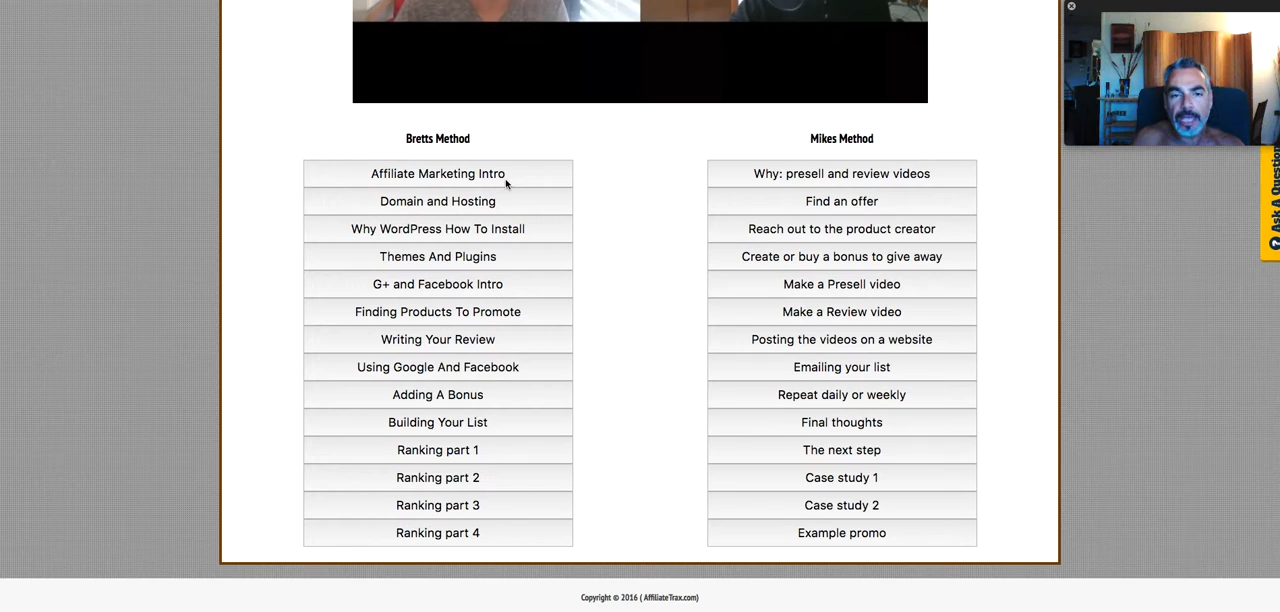 Bretts Method
Affiliate Marketing Intro
Domain and Hosting
Why WordPress How To Install
Themes And Plugins
G+ and Facebook Intro
Finding Products To Promote
Writing Your Review
Using Google And Facebook
Adding A Bonus
Building Your List
Ranking part 1
Ranking part 2
Ranking part 3
Ranking part 4
Mikes Method
Why: presell and review videos
Find an offer
Reach out to the product creator
Create or buy a bonus to give away
Make a Presell video
Make a Review video
Posting the videos on a website
Emailing your list
Repeat daily or weekly
Final thoughts
The next step
Case study 1
Case study 2
Example promo
? Ask A Question
Copyright © 2016 ( AffiliateTrax.com)